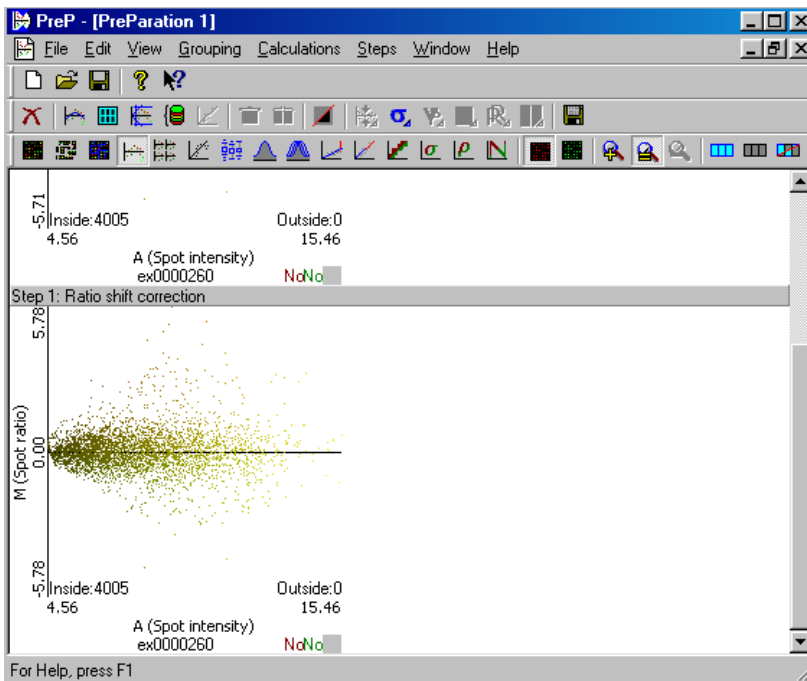 PreP - [PreParation 1]
File Edit View Grouping Calculations Steps Window Help
-5.71
Inside:4005 Outside:0
4.56 15.46
A (Spot intensity)
ex0000260 NoNo
Step 1: Ratio shift correction
5.78
M (Spot ratio)
0.00
-5.78
Inside:4005 Outside:0
4.56 15.46
A (Spot intensity)
ex0000260 NoNo
For Help, press F1